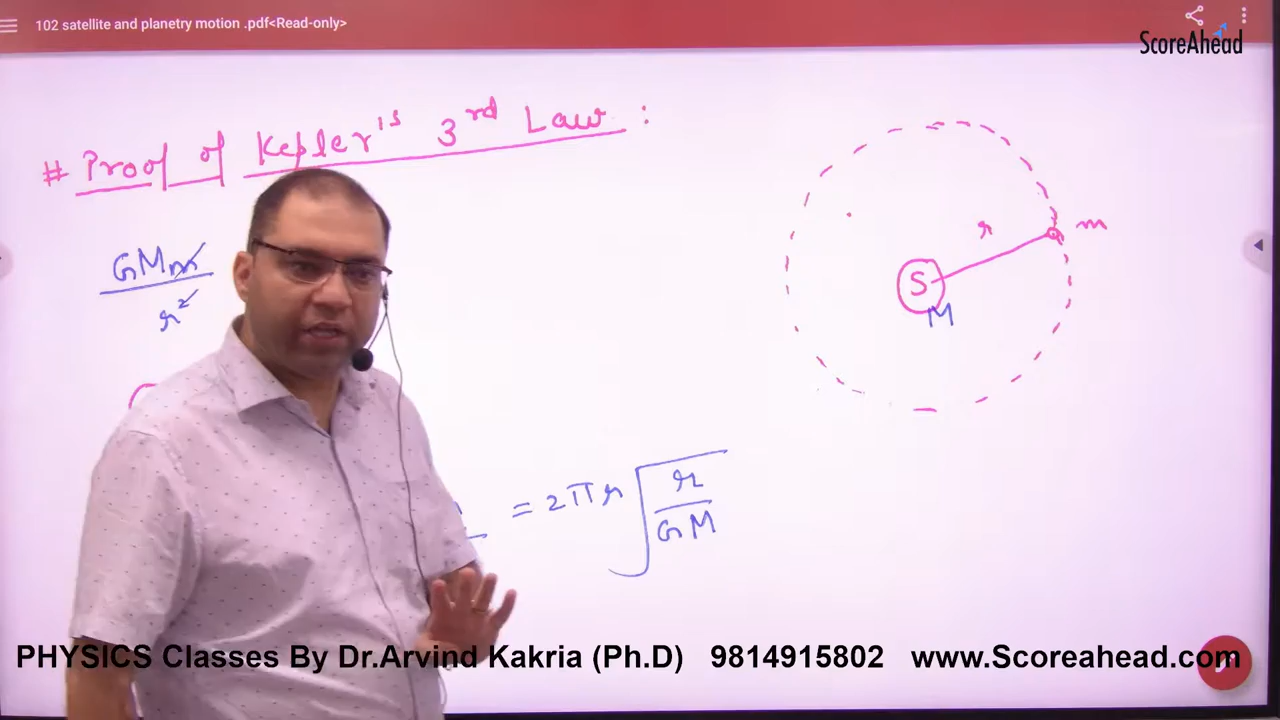 102 satellite and planetry motion .pdf<Read-only>
ScoreAhead
# Proof of Kepler's 3rd Law :
GMm
r²
r
m
S
M
= 2πr √(r/GM)
PHYSICS Classes By Dr.Arvind Kakria (Ph.D) 9814915802 www.Scoreahead.com